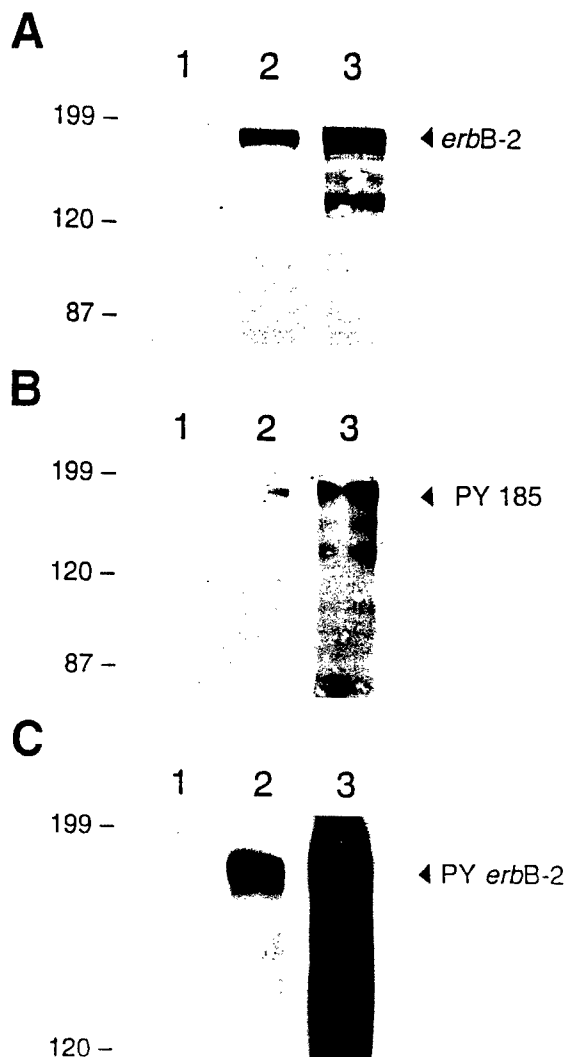 A
1 2 3
199 –
◄ erbB-2
120 –
87 –
B
1 2 3
199 –
◄ PY 185
120 –
87 –
C
1 2 3
199 –
◄ PY erbB-2
120 –